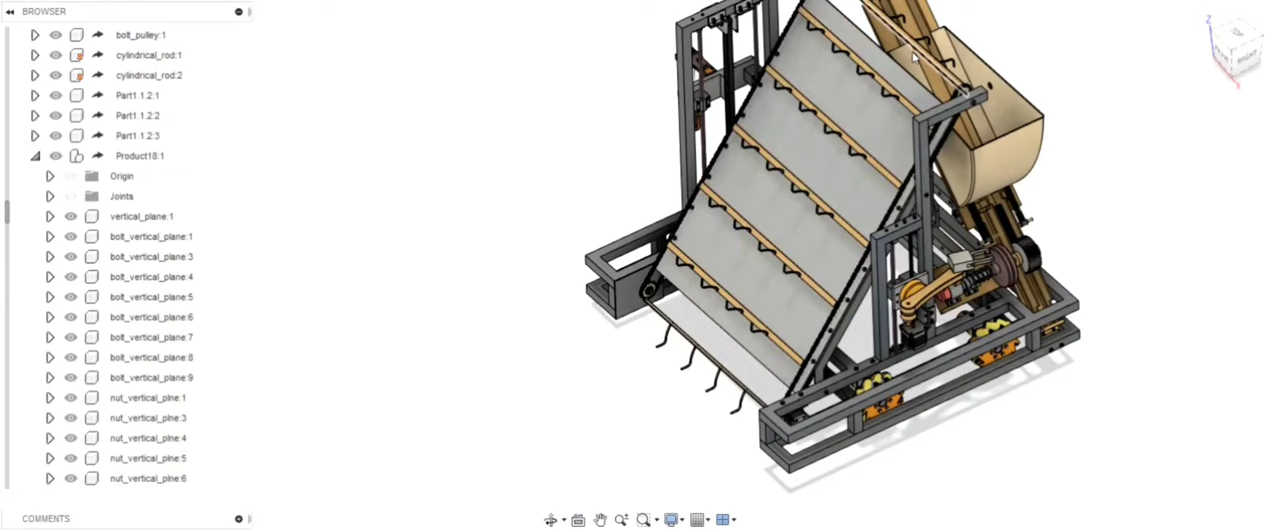 BROWSER
bolt_pulley:1
cylindrical_rod:1
cylindrical_rod:2
Part1.1.2:1
Part1.1.2:2
Part1.1.2:3
Product18:1
Origin
Joints
vertical_plane:1
bolt_vertical_plane:1
bolt_vertical_plane:3
bolt_vertical_plane:4
bolt_vertical_plane:5
bolt_vertical_plane:6
bolt_vertical_plane:7
bolt_vertical_plane:8
bolt_vertical_plane:9
nut_vertical_plne:1
nut_vertical_plne:3
nut_vertical_plne:4
nut_vertical_plne:5
nut_vertical_plne:6
COMMENTS
Z
TOP
RIGHT
X